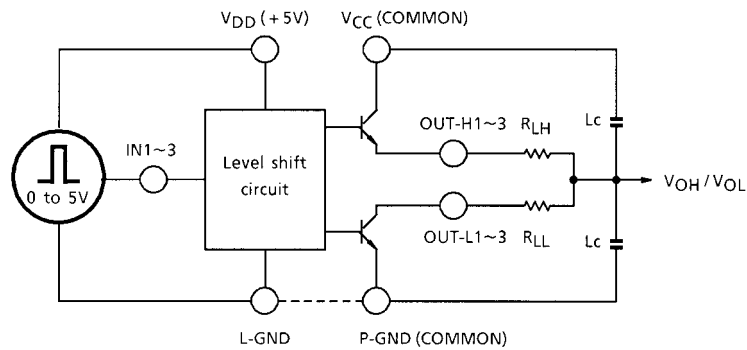 VDD (+5V)
VCC (COMMON)
IN1~3
OUT-H1~3
RLH
Lc
Level shift
circuit
0 to 5V
VOH / VOL
OUT-L1~3
RLL
Lc
L-GND
P-GND (COMMON)